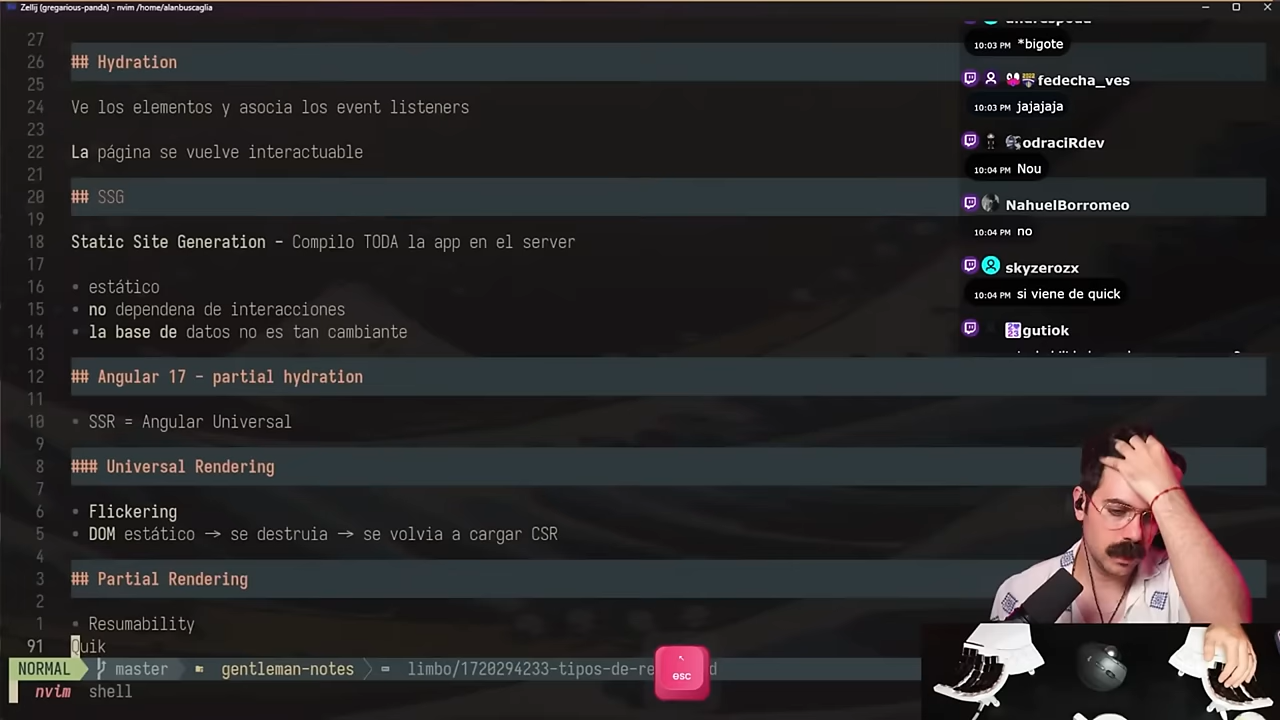 Zellij (gregarious-panda) - nvim /home/alanbuscaglia
27
26 ## Hydration
25
24 Ve los elementos y asocia los event listeners
23
22 La página se vuelve interactuable
21
20 ## SSG
19
18 Static Site Generation - Compilo TODA la app en el server
17
16 • estático
15 • no dependena de interacciones
14 • la base de datos no es tan cambiante
13
12 ## Angular 17 - partial hydration
11
10 • SSR = Angular Universal
9
8 ### Universal Rendering
7
6 • Flickering
5 • DOM estático → se destruia → se volvia a cargar CSR
4
3 ## Partial Rendering
2
1 • Resumability
91 Quik
NORMAL master gentleman-notes limbo/1720294233-tipos-de-re
nvim shell
esc
10:03 PM *bigote
fedecha_ves
10:03 PM jajajaja
odraciRdev
10:04 PM Nou
NahuelBorromeo
10:04 PM no
skyzerozx
10:04 PM si viene de quick
gutiok